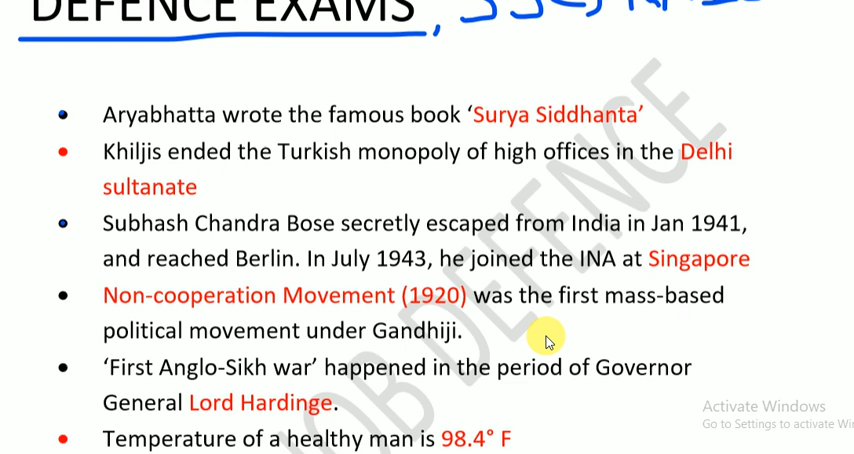 DEFENCE EXAMS,
Aryabhatta wrote the famous book ‘Surya Siddhanta’
Khiljis ended the Turkish monopoly of high offices in the Delhi
sultanate
Subhash Chandra Bose secretly escaped from India in Jan 1941,
and reached Berlin. In July 1943, he joined the INA at Singapore
Non-cooperation Movement (1920) was the first mass-based
political movement under Gandhiji.
‘First Anglo-Sikh war’ happened in the period of Governor
General Lord Hardinge.
Temperature of a healthy man is 98.4° F
JOB DEFENCE
Activate Windows
Go to Settings to activate Wi